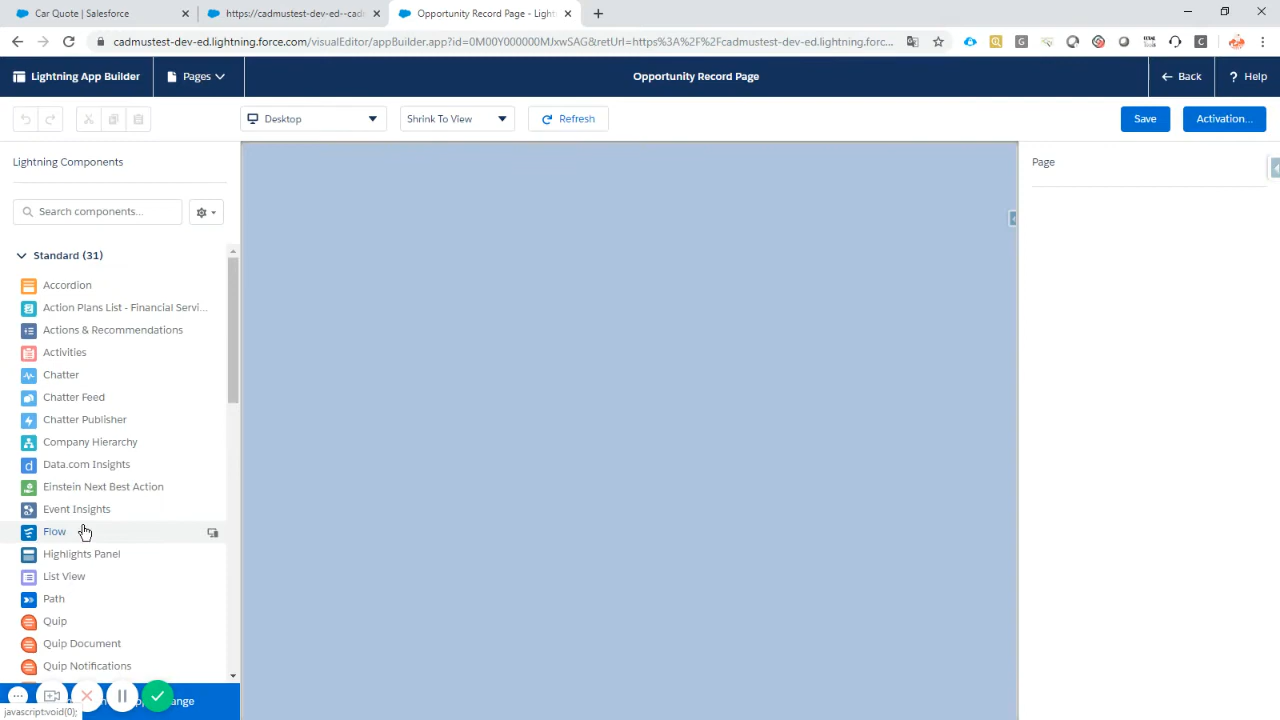 Car Quote | Salesforce
https://cadmustest-dev-ed--cadm
Opportunity Record Page - Lightn
cadmustest-dev-ed.lightning.force.com/visualEditor/appBuilder.app?id=0M00Y000000MJxwSAG&retUrl=https%3A%2F%2Fcadmustest-dev-ed.lightning.forc...
Lightning App Builder
Pages
Opportunity Record Page
Back
? Help
Desktop
Shrink To View
Refresh
Save
Activation...
Lightning Components
Page
Search components...
Standard (31)
Accordion
Action Plans List - Financial Servi...
Actions & Recommendations
Activities
Chatter
Chatter Feed
Chatter Publisher
Company Hierarchy
Data.com Insights
Einstein Next Best Action
Event Insights
Flow
Highlights Panel
List View
Path
Quip
Quip Document
Quip Notifications
javascript:void(0);